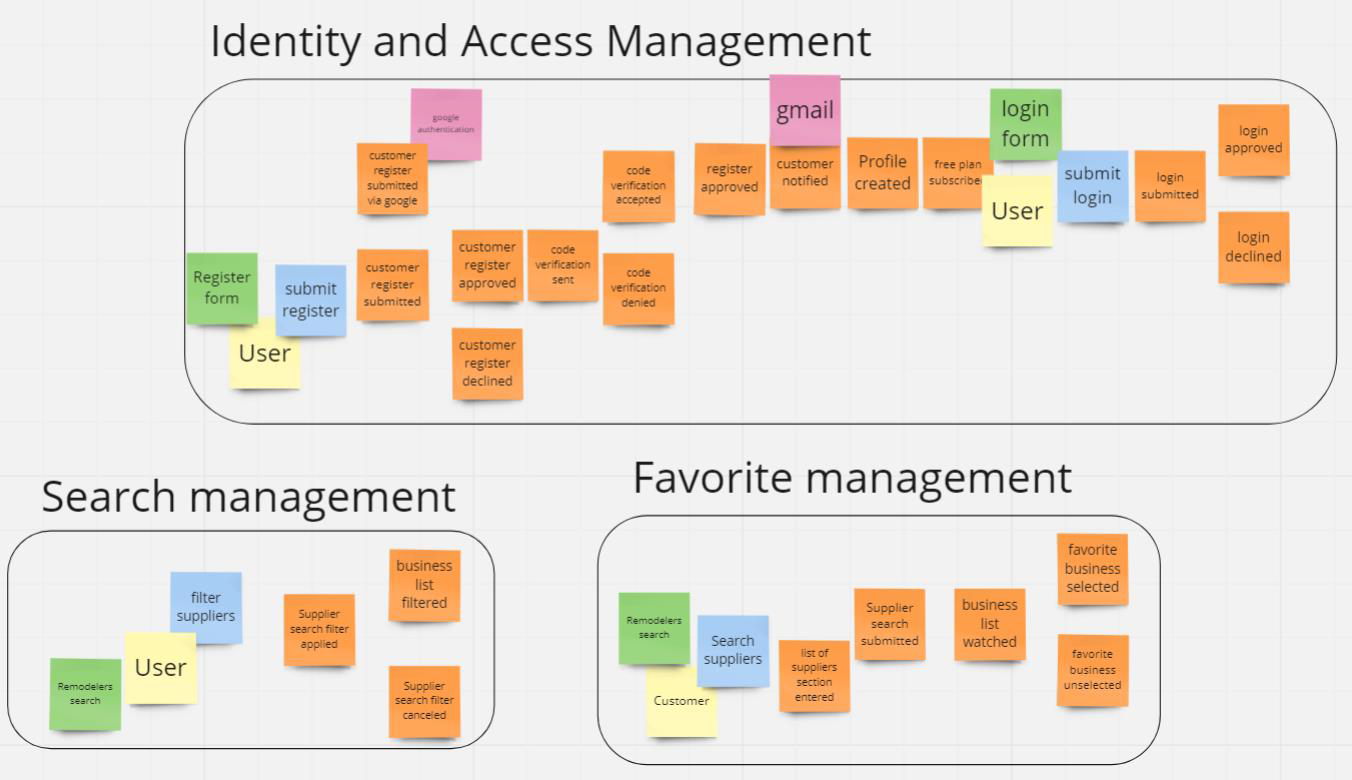 Identity and Access Management
google
authentication
customer
register
submitted
via google
Register
form
User
submit
register
customer
register
submitted
customer
register
approved
customer
register
declined
code
verification
sent
code
verification
accepted
code
verification
denied
register
approved
gmail
customer
notified
Profile
created
free plan
login
form
User
submit
login
login
submitted
login
approved
login
declined
Search management
Remodelers
search
User
filter
suppliers
Supplier
search filter
applied
business
list
filtered
Supplier
search filter
canceled
Favorite management
Remodelers
search
Customer
Search
suppliers
list of
suppliers
section
entered
Supplier
search
submitted
business
list
watched
favorite
business
selected
favorite
business
unselected